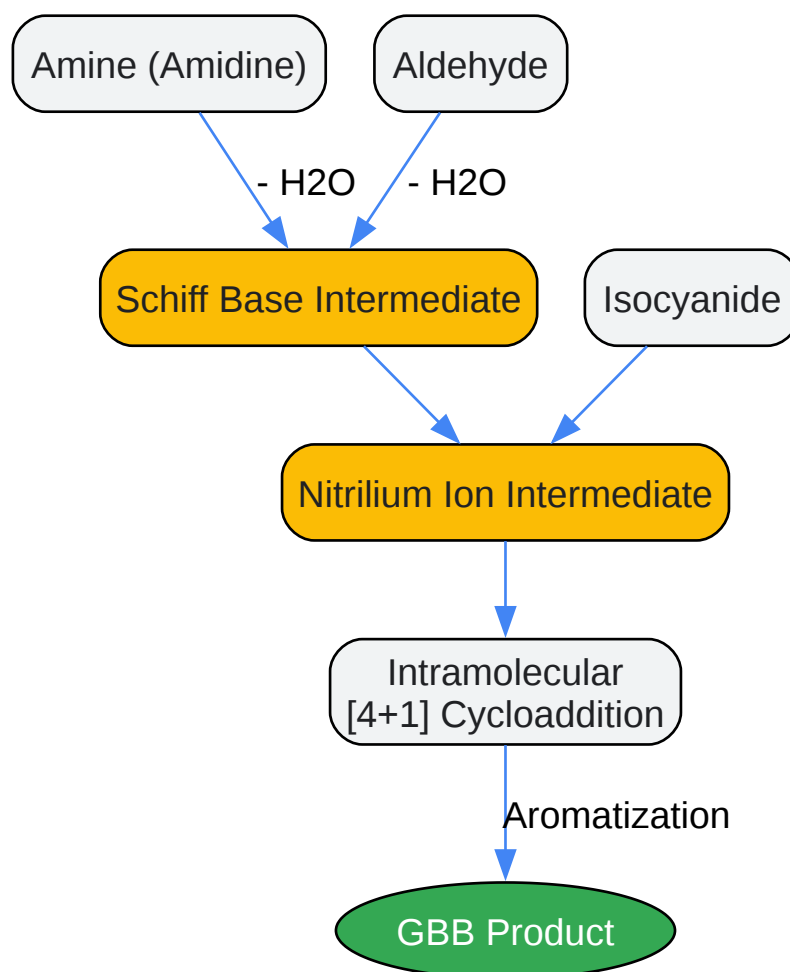 Amine (Amidine)
Aldehyde
- H2O
- H2O
Schiff Base Intermediate
Isocyanide
Nitrilium Ion Intermediate
Intramolecular
[4+1] Cycloaddition
Aromatization
GBB Product